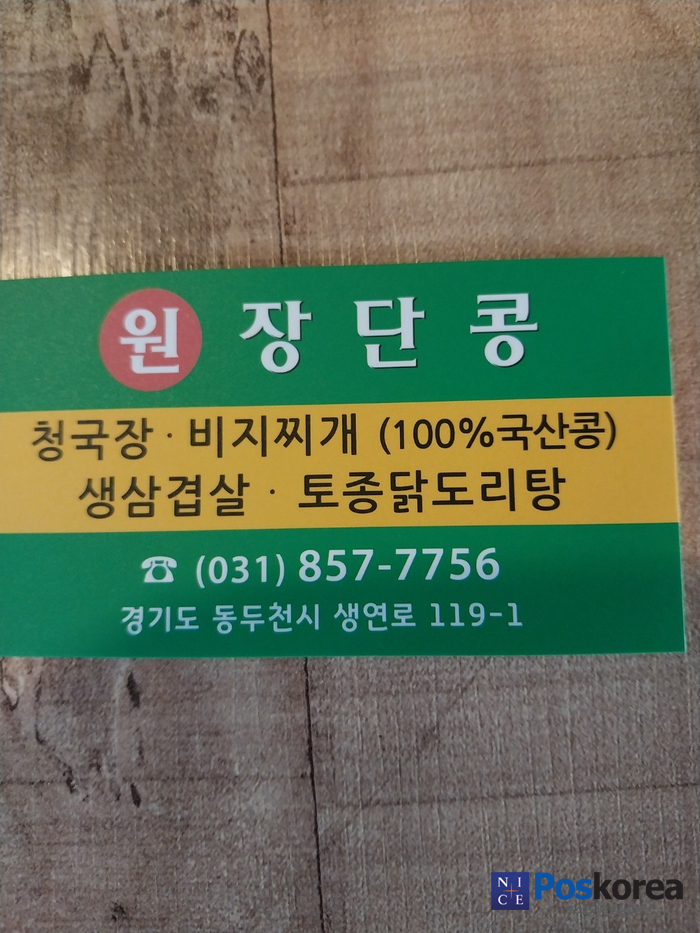 원 장단콩
청국장 · 비지찌개 (100%국산콩)
생삼겹살 · 토종닭도리탕
☎ (031) 857-7756
경기도 동두천시 생연로 119-1
NICE Poskorea